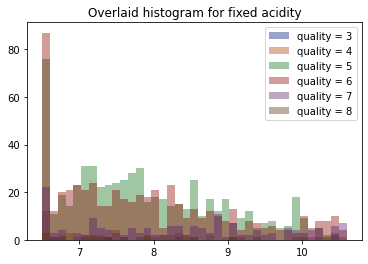 Overlaid histogram for fixed acidity
quality = 3
quality = 4
quality = 5
quality = 6
quality = 7
quality = 8
80
60
40
20
0
7 8 9 10